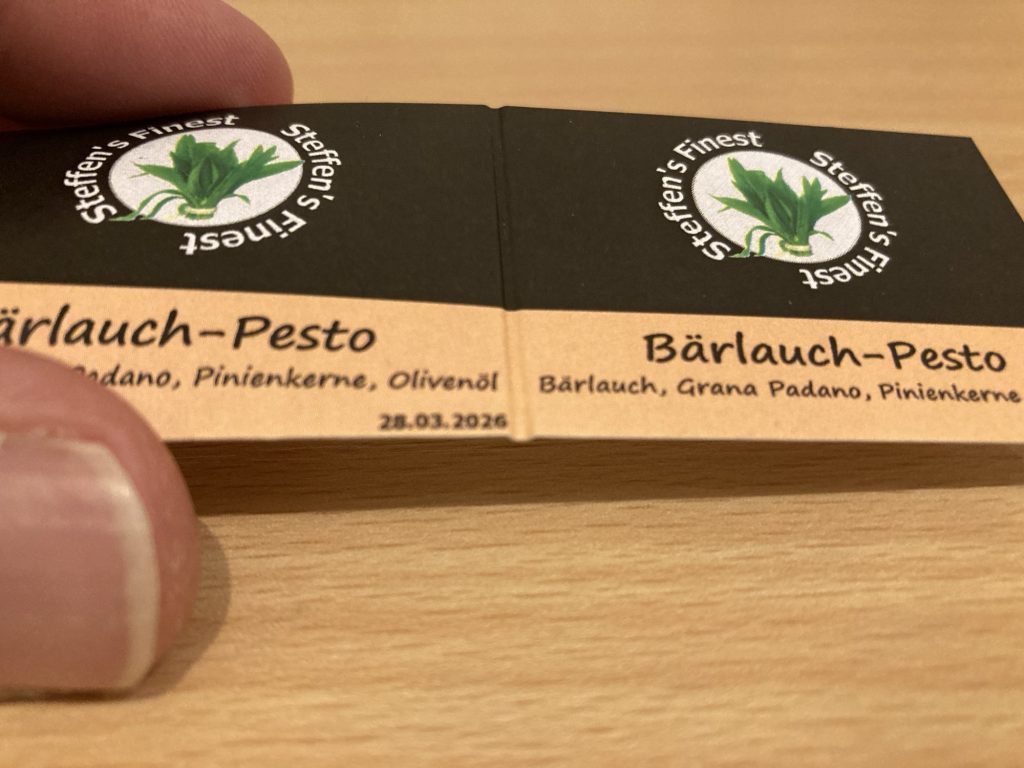 Steffen's Finest Steffen's Finest
ärlauch-Pesto
Padano, Pinienkerne, Olivenöl
28.03.2026
Steffen's Finest Steffen's Finest
Bärlauch-Pesto
Bärlauch, Grana Padano, Pinienkerne